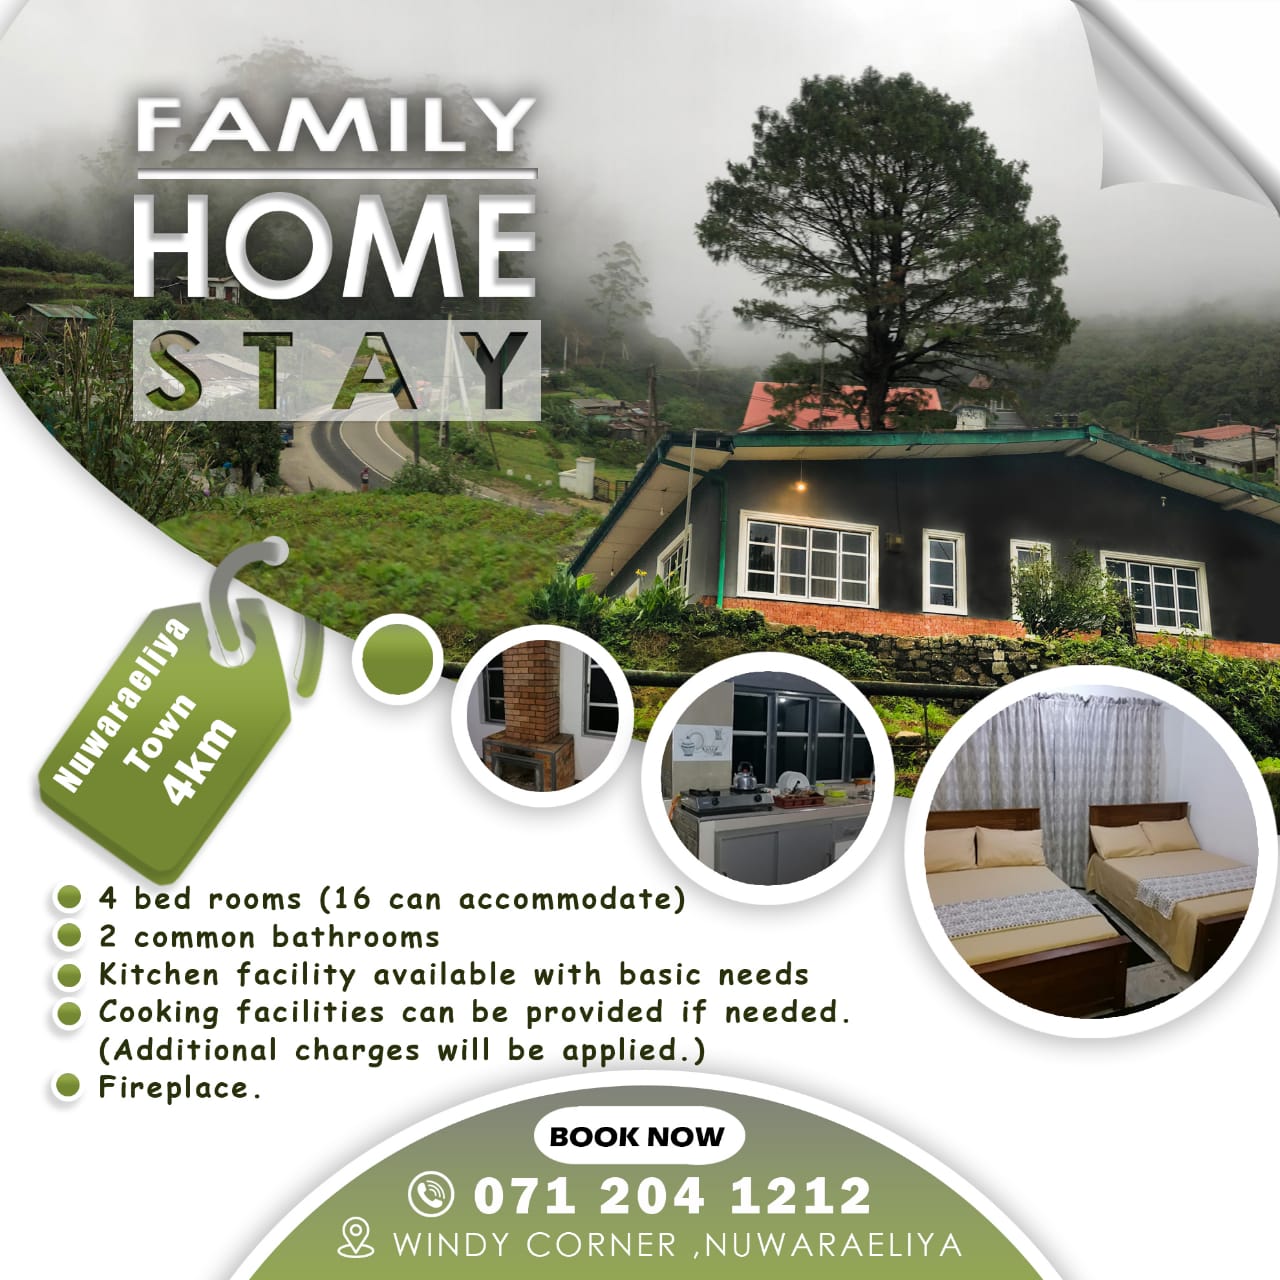 FAMILY
HOME
STAY
Nuwaraeliya
Town
4km
4 bed rooms (16 can accommodate)
2 common bathrooms
Kitchen facility available with basic needs
Cooking facilities can be provided if needed.
(Additional charges will be applied.)
Fireplace.
BOOK NOW
071 204 1212
WINDY CORNER ,NUWARAELIYA